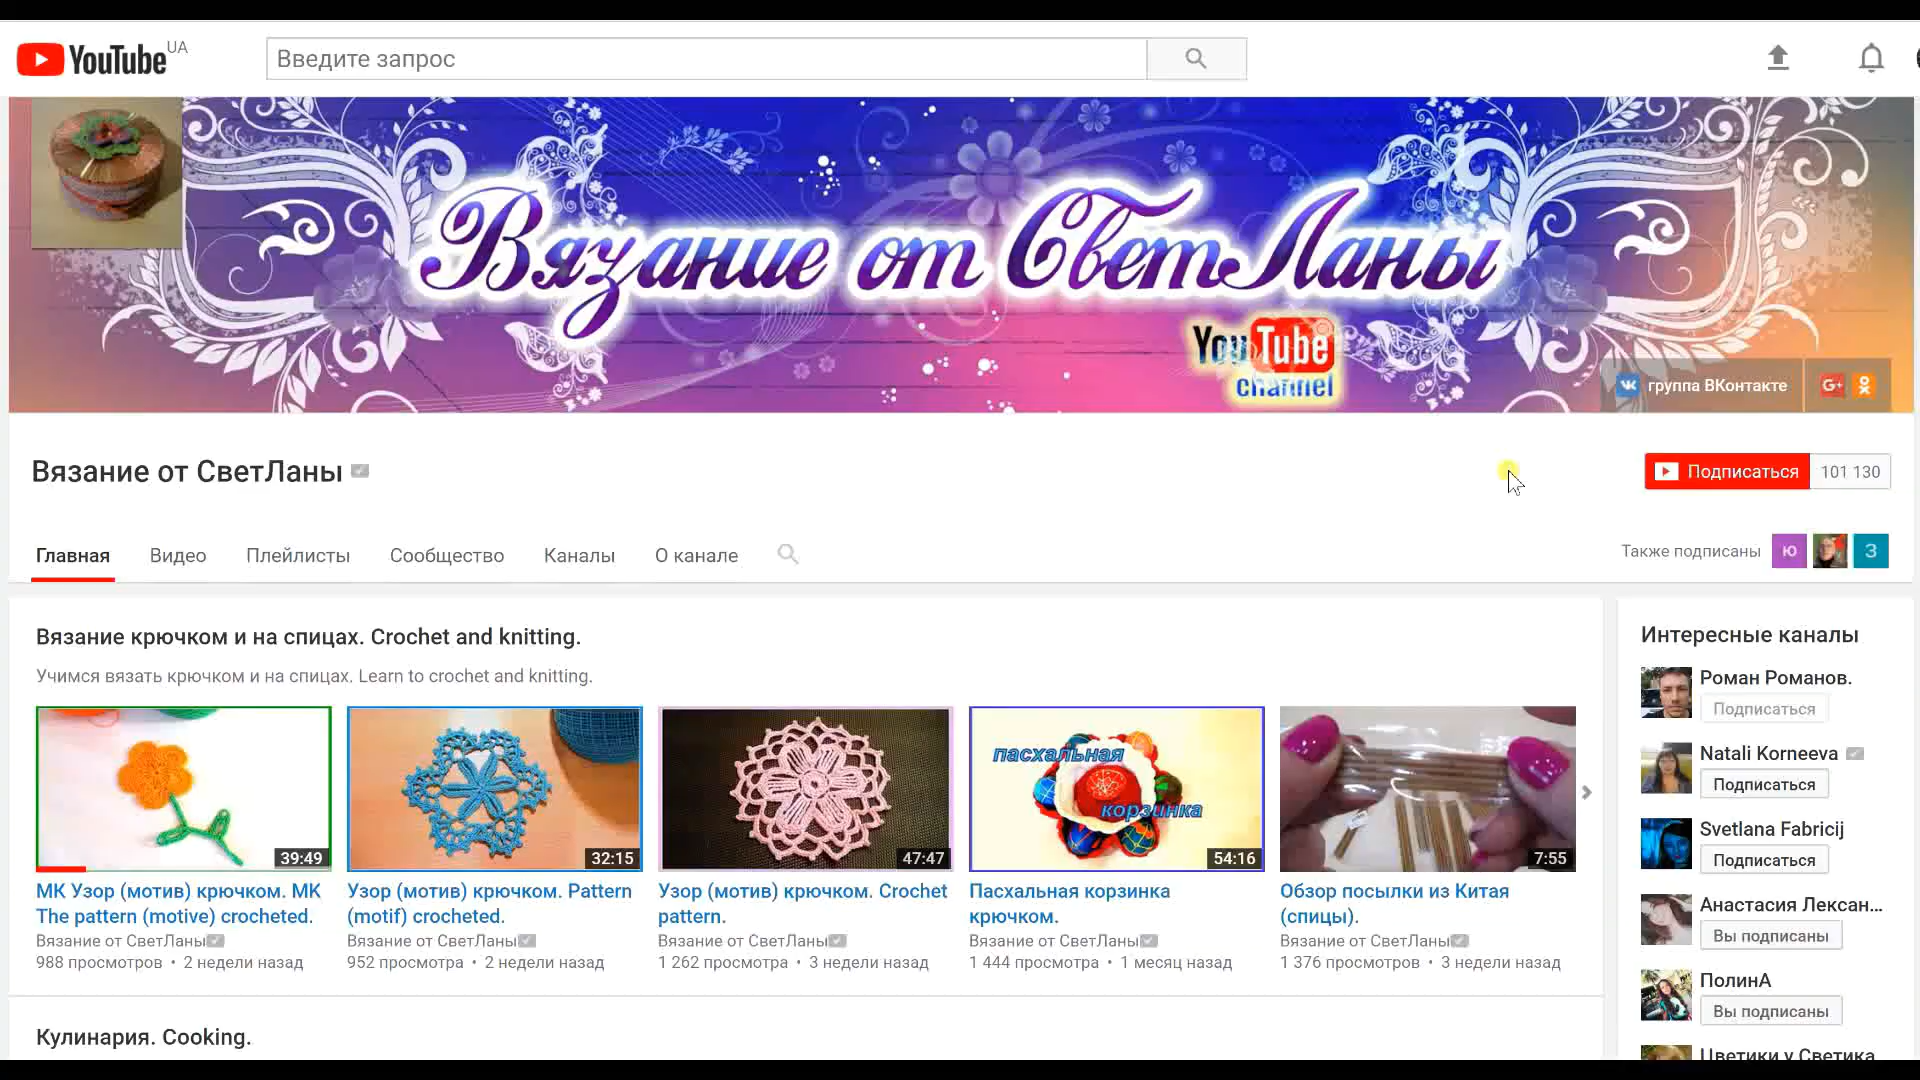 YouTube UA
Введите запрос
Вязание от СветЛаны
YouTube
channel
группа ВКонтакте
G+
Вязание от СветЛаны
Подписаться 101 130
Главная Видео Плейлисты Сообщество Каналы О канале
Также подписаны Ю З
Вязание крючком и на спицах. Crochet and knitting.
Учимся вязать крючком и на спицах. Learn to crochet and knitting.
39:49
МК Узор (мотив) крючком. МК
The pattern (motive) crocheted.
Вязание от СветЛаны
988 просмотров • 2 недели назад
32:15
Узор (мотив) крючком. Pattern
(motif) crocheted.
Вязание от СветЛаны
952 просмотра • 2 недели назад
47:47
Узор (мотив) крючком. Crochet
pattern.
Вязание от СветЛаны
1 262 просмотра • 3 недели назад
пасхальная
корзинка
54:16
Пасхальная корзинка
крючком.
Вязание от СветЛаны
1 444 просмотра • 1 месяц назад
7:55
Обзор посылки из Китая
(спицы).
Вязание от СветЛаны
1 376 просмотров • 3 недели назад
Кулинария. Cooking.
Интересные каналы
Роман Романов.
Подписаться
Natali Korneeva
Подписаться
Svetlana Fabricij
Подписаться
Анастасия Лексан...
Вы подписаны
ПолинА
Вы подписаны
Цветики у Светика